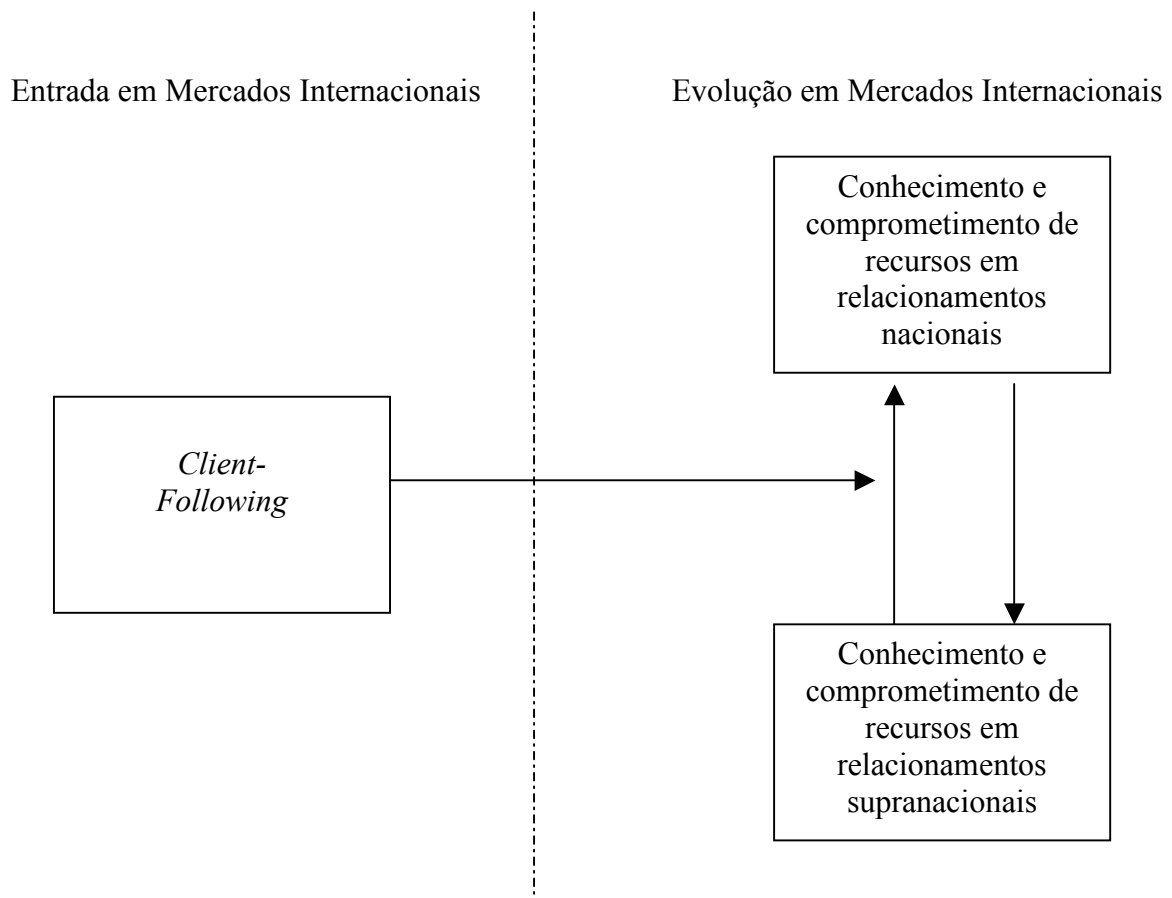 Entrada em Mercados Internacionais
Evolução em Mercados Internacionais
Conhecimento e
comprometimento de
recursos em
relacionamentos
nacionais
Client-
Following
Conhecimento e
comprometimento de
recursos em
relacionamentos
supranacionais